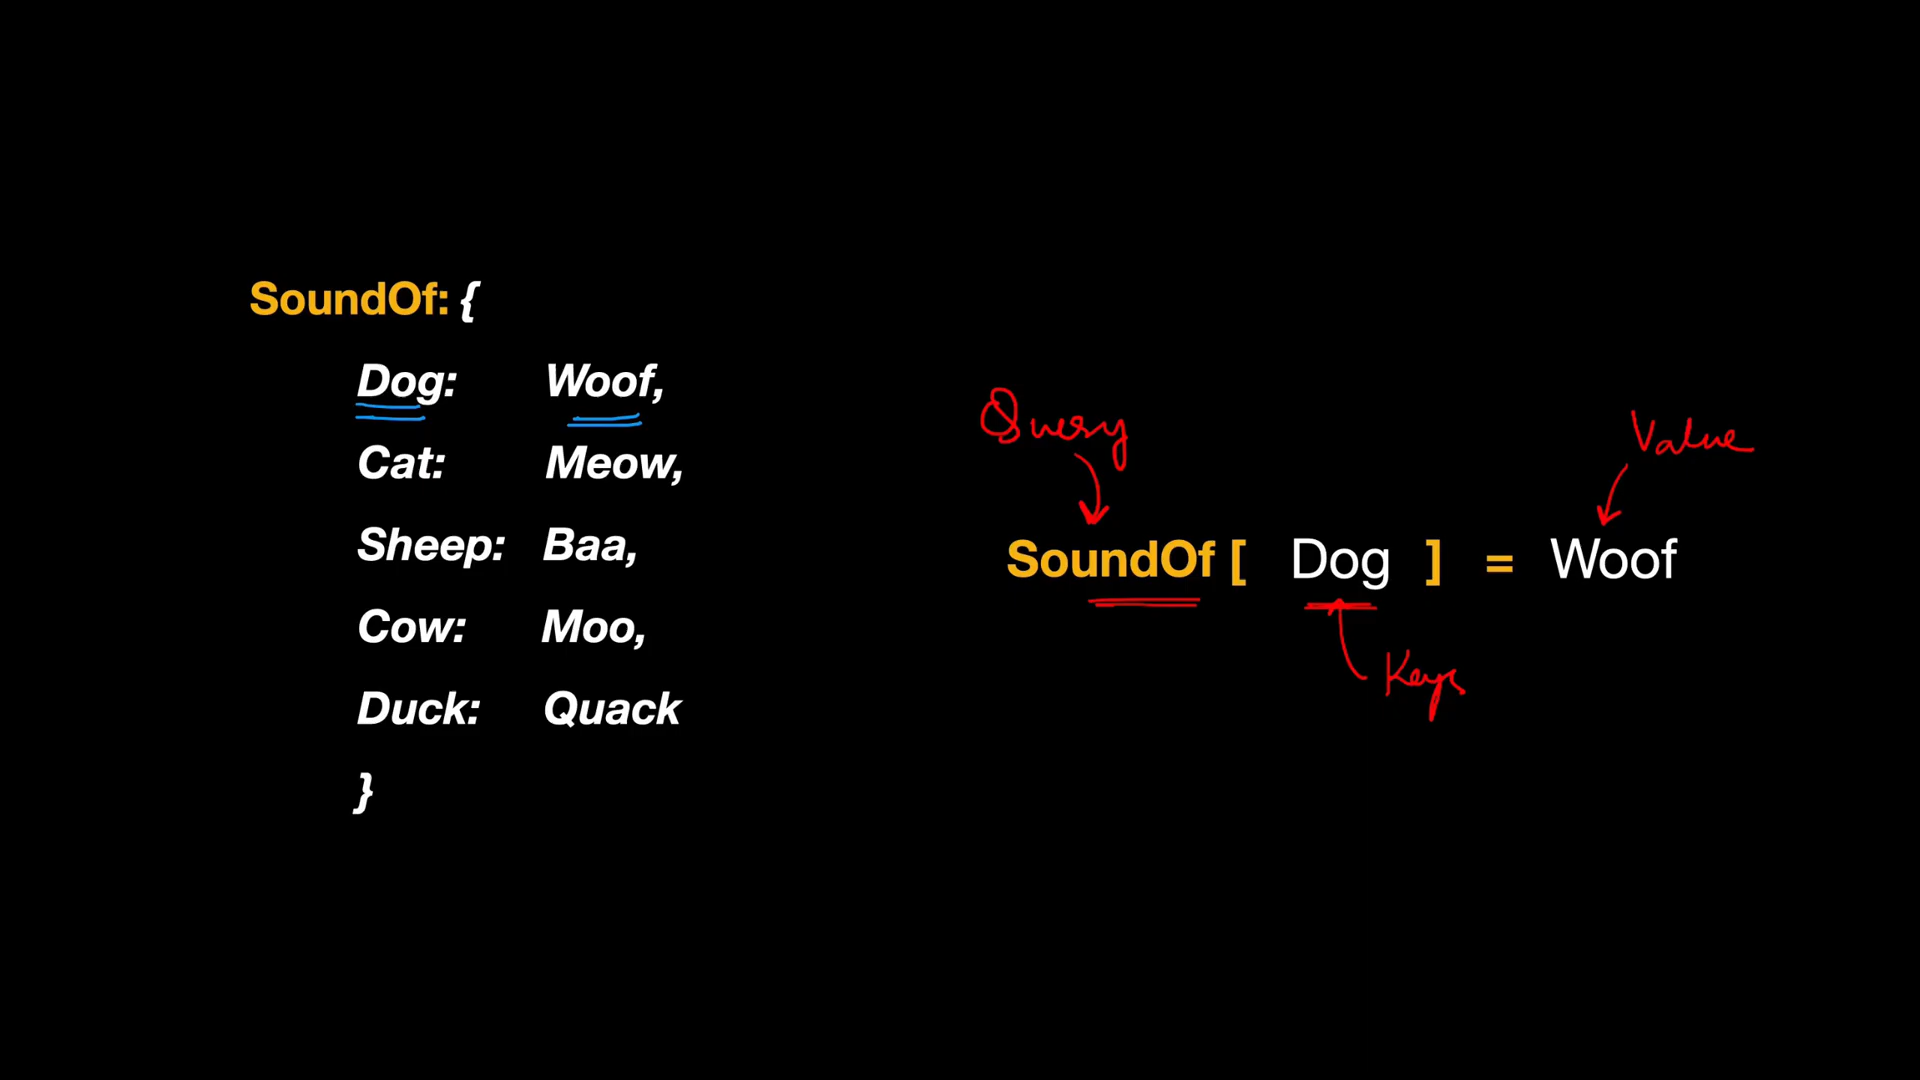 SoundOf: {
Dog: Woof,
Cat: Meow,
Sheep: Baa,
Cow: Moo,
Duck: Quack
}
Query
Value
SoundOf [ Dog ] = Woof
Keys